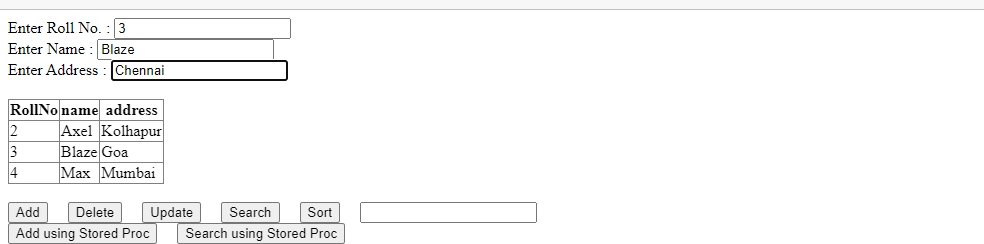 Enter Roll No. : 3
Enter Name : Blaze
Enter Address : Chennai
RollNo name address
2 Axel Kolhapur
3 Blaze Goa
4 Max Mumbai
Add Delete Update Search Sort
Add using Stored Proc Search using Stored Proc